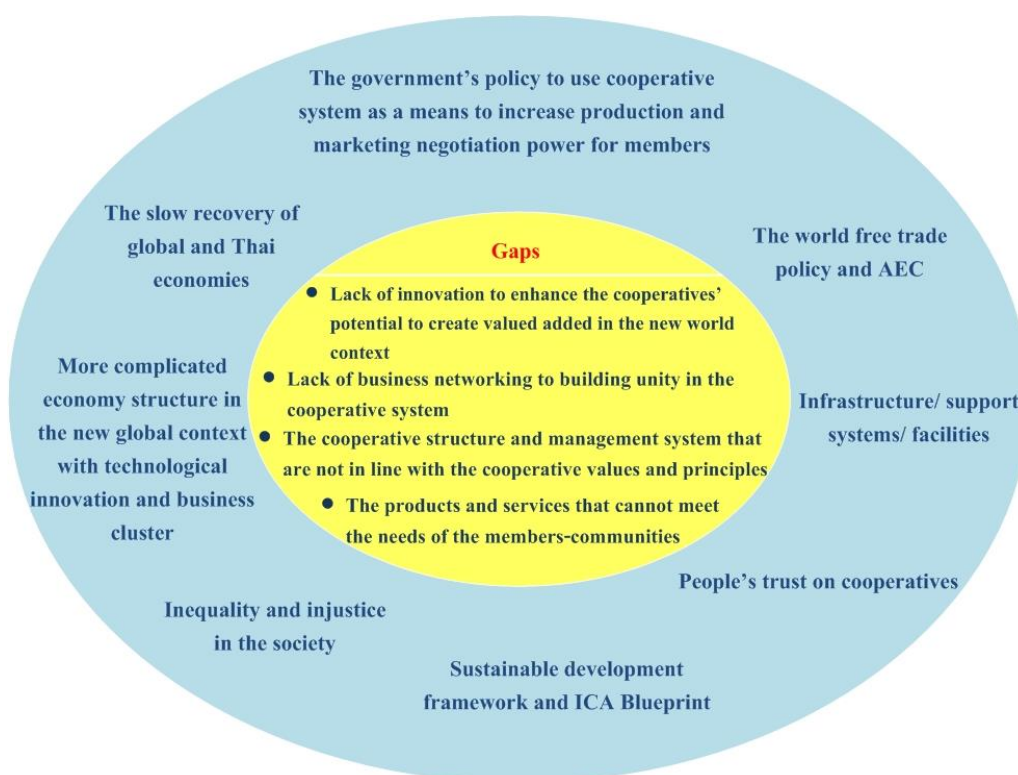 The government's policy to use cooperative
system as a means to increase production and
marketing negotiation power for members
The slow recovery of
global and Thai
economies
The world free trade
policy and AEC
Gaps
• Lack of innovation to enhance the cooperatives'
potential to create valued added in the new world
context
• Lack of business networking to building unity in the
cooperative system
• The cooperative structure and management system that
are not in line with the cooperative values and principles
• The products and services that cannot meet
the needs of the members-communities
More complicated
economy structure in
the new global context
with technological
innovation and business
cluster
Infrastructure/ support
systems/ facilities
People's trust on cooperatives
Inequality and injustice
in the society
Sustainable development
framework and ICA Blueprint